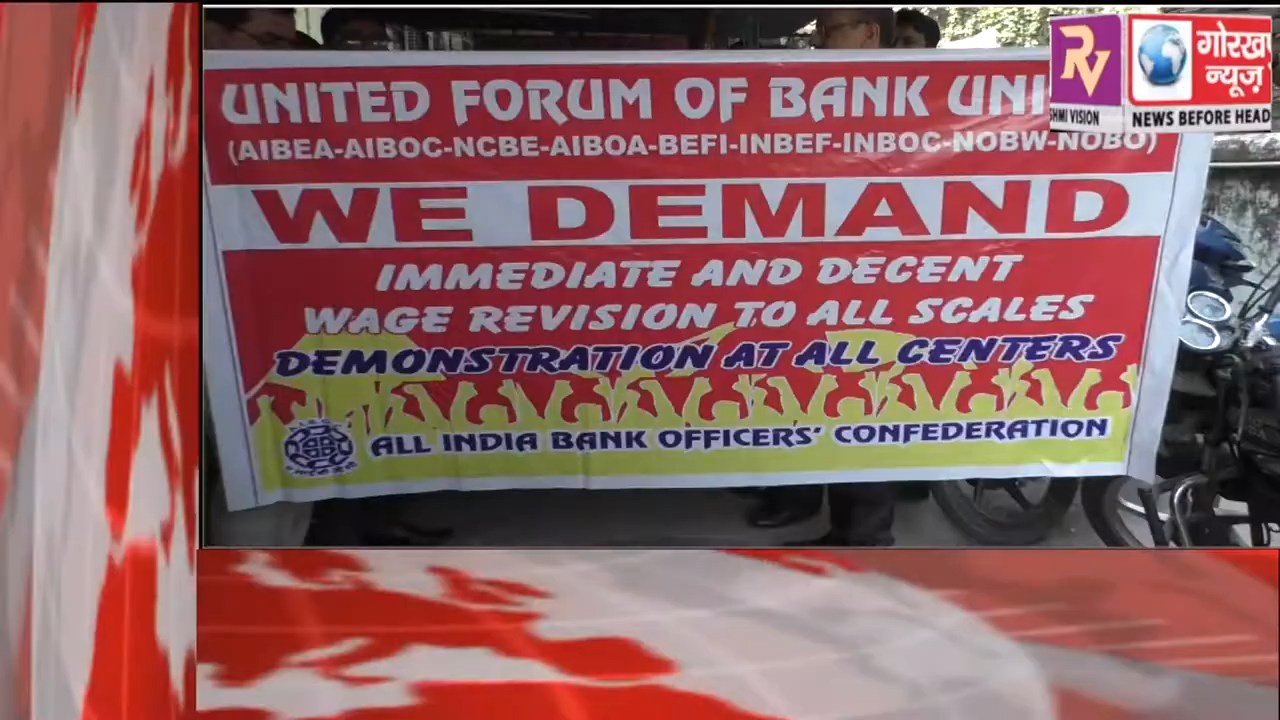 UNITED FORUM OF BANK UNI
(AIBEA-AIBOC-NCBE-AIBOA-BEFI-INBEF-INBOC-NOBW-NOBO)
WE DEMAND
IMMEDIATE AND DECENT
WAGE REVISION TO ALL SCALES
DEMONSTRATION AT ALL CENTERS
ALL INDIA BANK OFFICERS' CONFEDERATION
RV
SHMI VISION
गोरख
न्यूज़
NEWS BEFORE HEAD